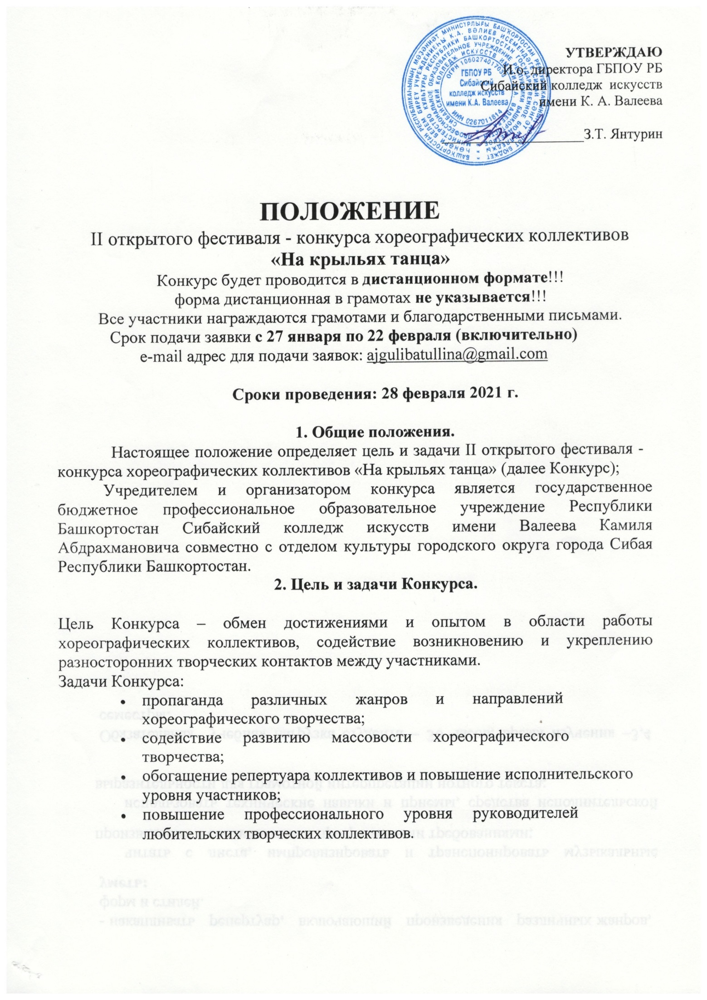 УТВЕРЖДАЮ
И.о. директора ГБПОУ РБ
Сибайский колледж искусств
имени К. А. Валеева
З.Т. Янтурин
ОГРН 1060274017033
ГБПОУ РБ
Сибайский
колледж искусств
имени К.А. Валеева
ИНН 0267011814
ПОЛОЖЕНИЕ
II открытого фестиваля - конкурса хореографических коллективов
«На крыльях танца»
Конкурс будет проводится в дистанционном формате!!!
форма дистанционная в грамотах не указывается!!!
Все участники награждаются грамотами и благодарственными письмами.
Срок подачи заявки с 27 января по 22 февраля (включительно)
e-mail адрес для подачи заявок: ajgulibatullina@gmail.com
Сроки проведения: 28 февраля 2021 г.
1. Общие положения.
Настоящее положение определяет цель и задачи II открытого фестиваля -
конкурса хореографических коллективов «На крыльях танца» (далее Конкурс);
Учредителем и организатором конкурса является государственное
бюджетное профессиональное образовательное учреждение Республики
Башкортостан Сибайский колледж искусств имени Валеева Камиля
Абдрахмановича совместно с отделом культуры городского округа города Сибая
Республики Башкортостан.
2. Цель и задачи Конкурса.
Цель Конкурса – обмен достижениями и опытом в области работы
хореографических коллективов, содействие возникновению и укреплению
разносторонних творческих контактов между участниками.
Задачи Конкурса:
• пропаганда различных жанров и направлений
хореографического творчества;
• содействие развитию массовости хореографического
творчества;
• обогащение репертуара коллективов и повышение исполнительского
уровня участников;
• повышение профессионального уровня руководителей
любительских творческих коллективов.